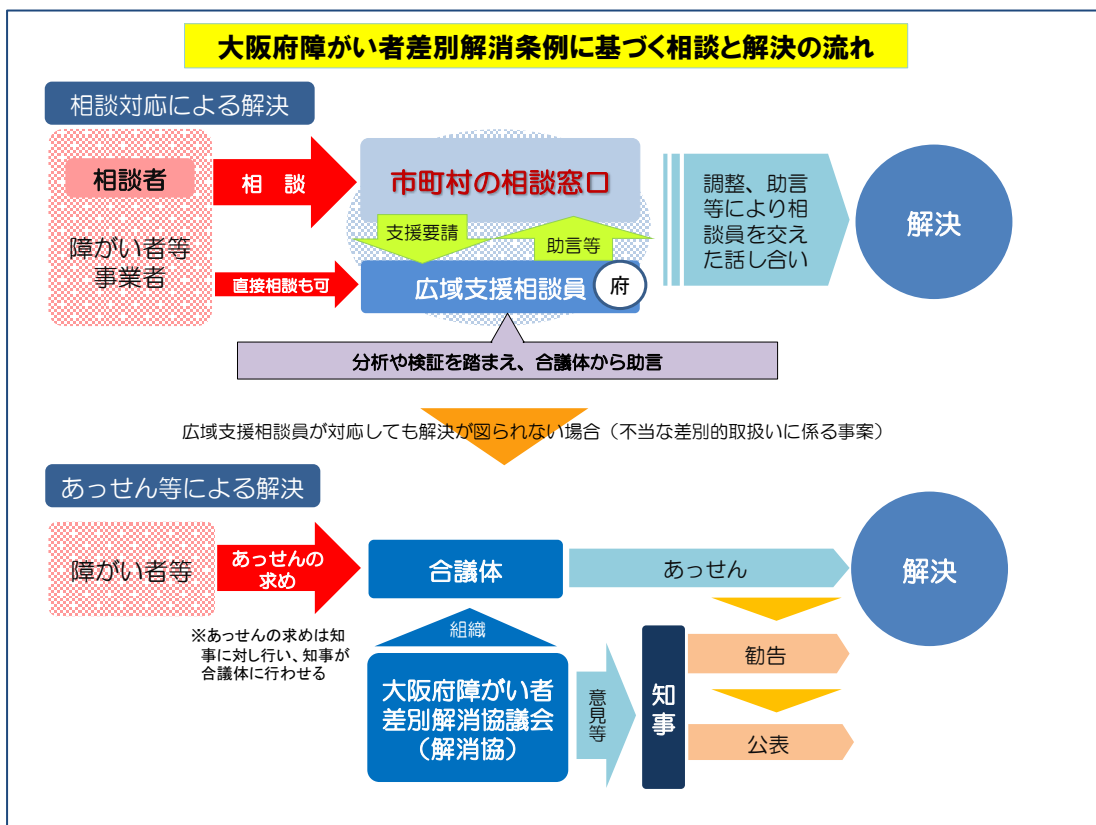 大阪府障がい者差別解消条例に基づく相談と解決の流れ
相談対応による解決
相談者
障がい者等
事業者
相　談
直接相談も可
市町村の相談窓口
支援要請
助言等
広域支援相談員
府
調整、助言
等により相
談員を交え
た話し合い
解決
分析や検証を踏まえ、合議体から助言
広域支援相談員が対応しても解決が図られない場合（不当な差別的取扱いに係る事案）
あっせん等による解決
障がい者等
あっせんの
求め
※あっせんの求めは知
事に対し行い、知事が
合議体に行わせる
合議体
あっせん
解決
組織
大阪府障がい者
差別解消協議会
（解消協）
意見等
知事
勧告
公表